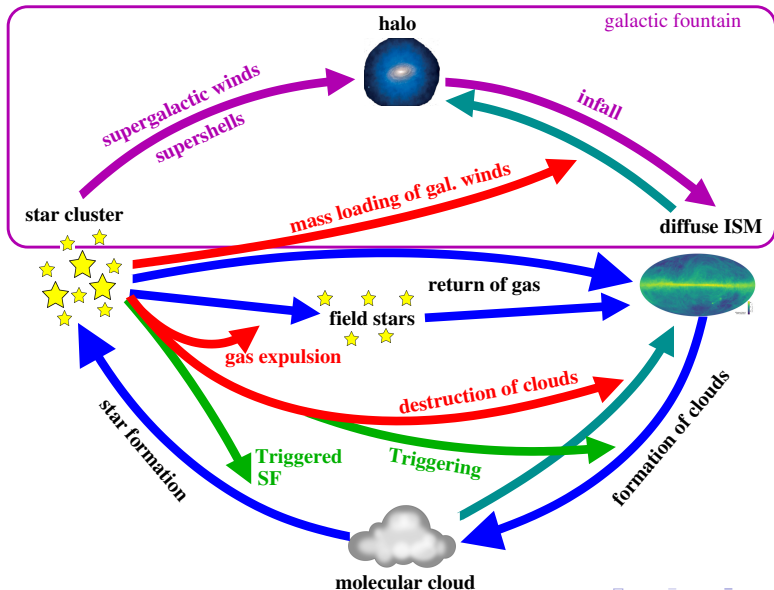 halo
galactic fountain
supergalactic winds
supershells
infall
mass loading of gal. winds
star cluster
diffuse ISM
return of gas
field stars
gas expulsion
destruction of clouds
star formation
Triggered
SF
Triggering
formation of clouds
molecular cloud